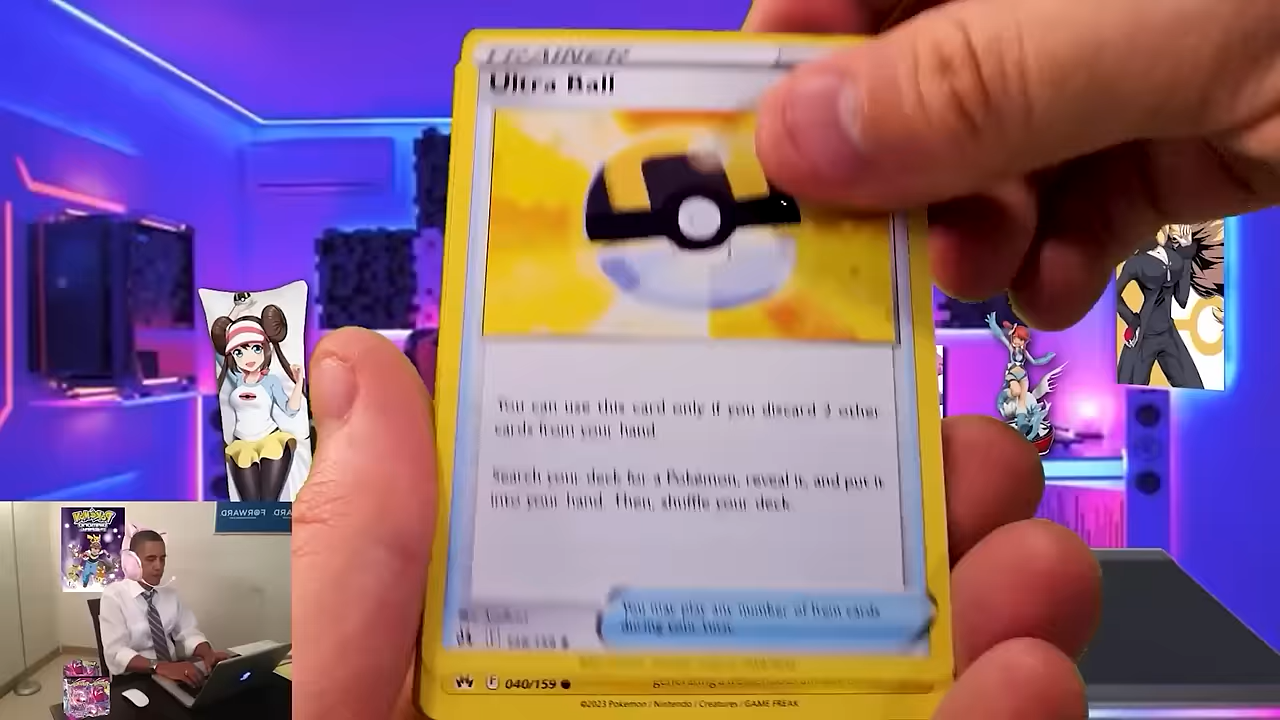 TRAINER
Ultra Ball
You can use this card only if you discard 2 other
cards from your hand.
Search your deck for a Pokémon, reveal it, and put it
into your hand. Then, shuffle your deck.
You may play any number of Item cards
during your turn.
F 040/159
©2023 Pokémon / Nintendo / Creatures / GAME FREAK
FORWARD
POKÉMON